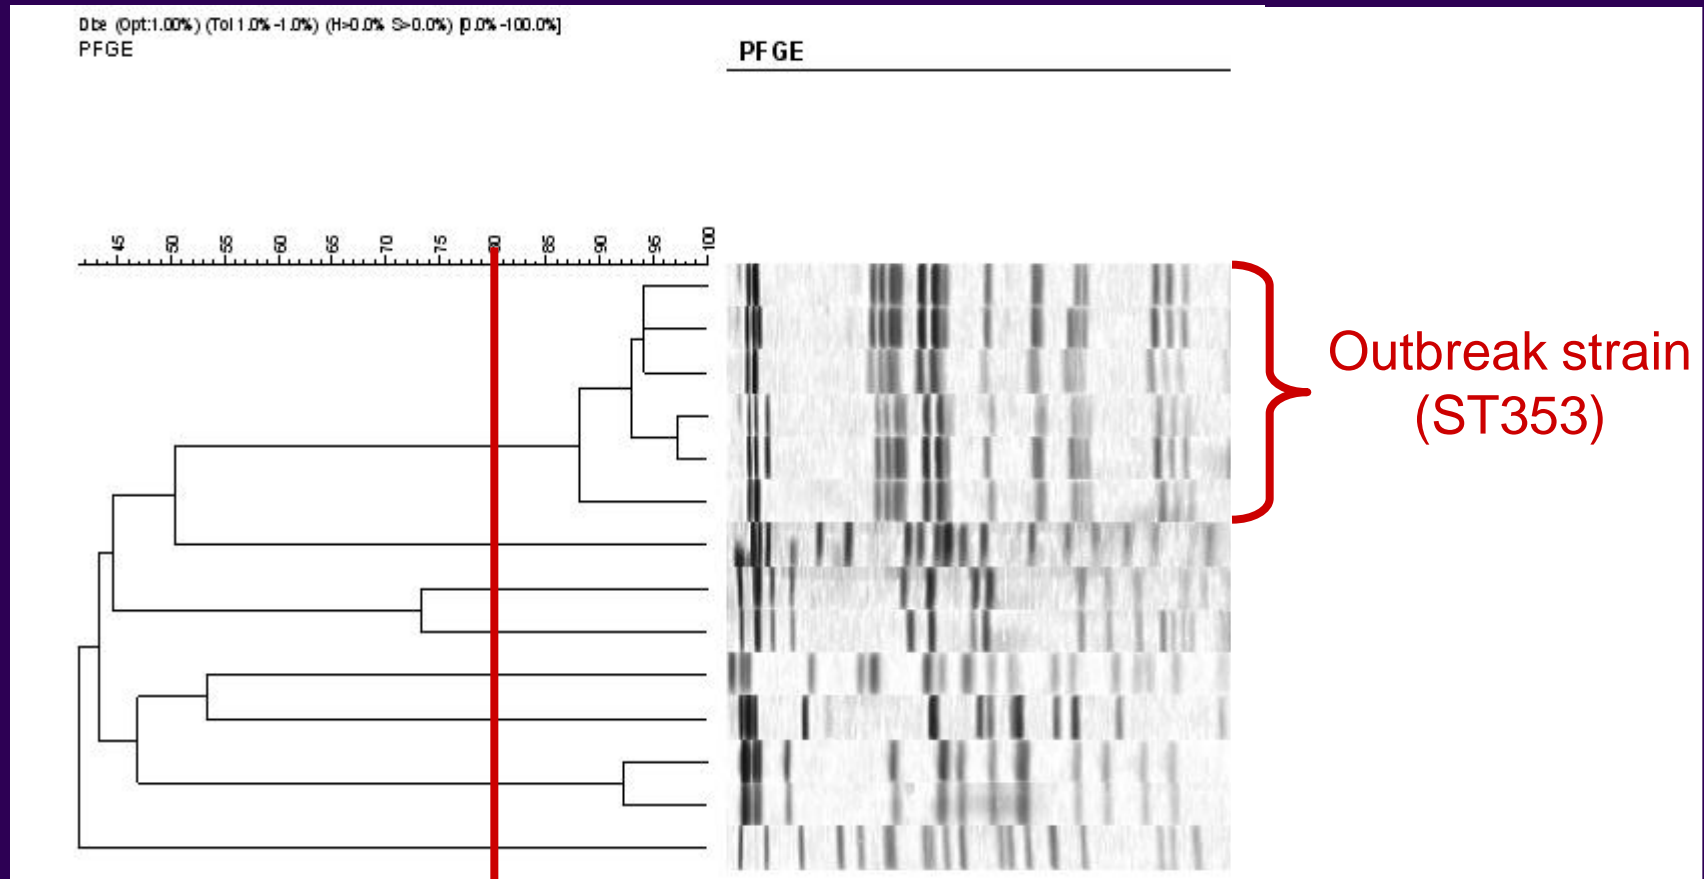 Dice (Opt:1.00%) (Tol 1.0%-1.0%) (H>0.0% S>0.0%) [0.0%-100.0%]
PFGE
PFGE
45 50 55 60 65 70 75 80 85 90 95 100
Outbreak strain
(ST353)